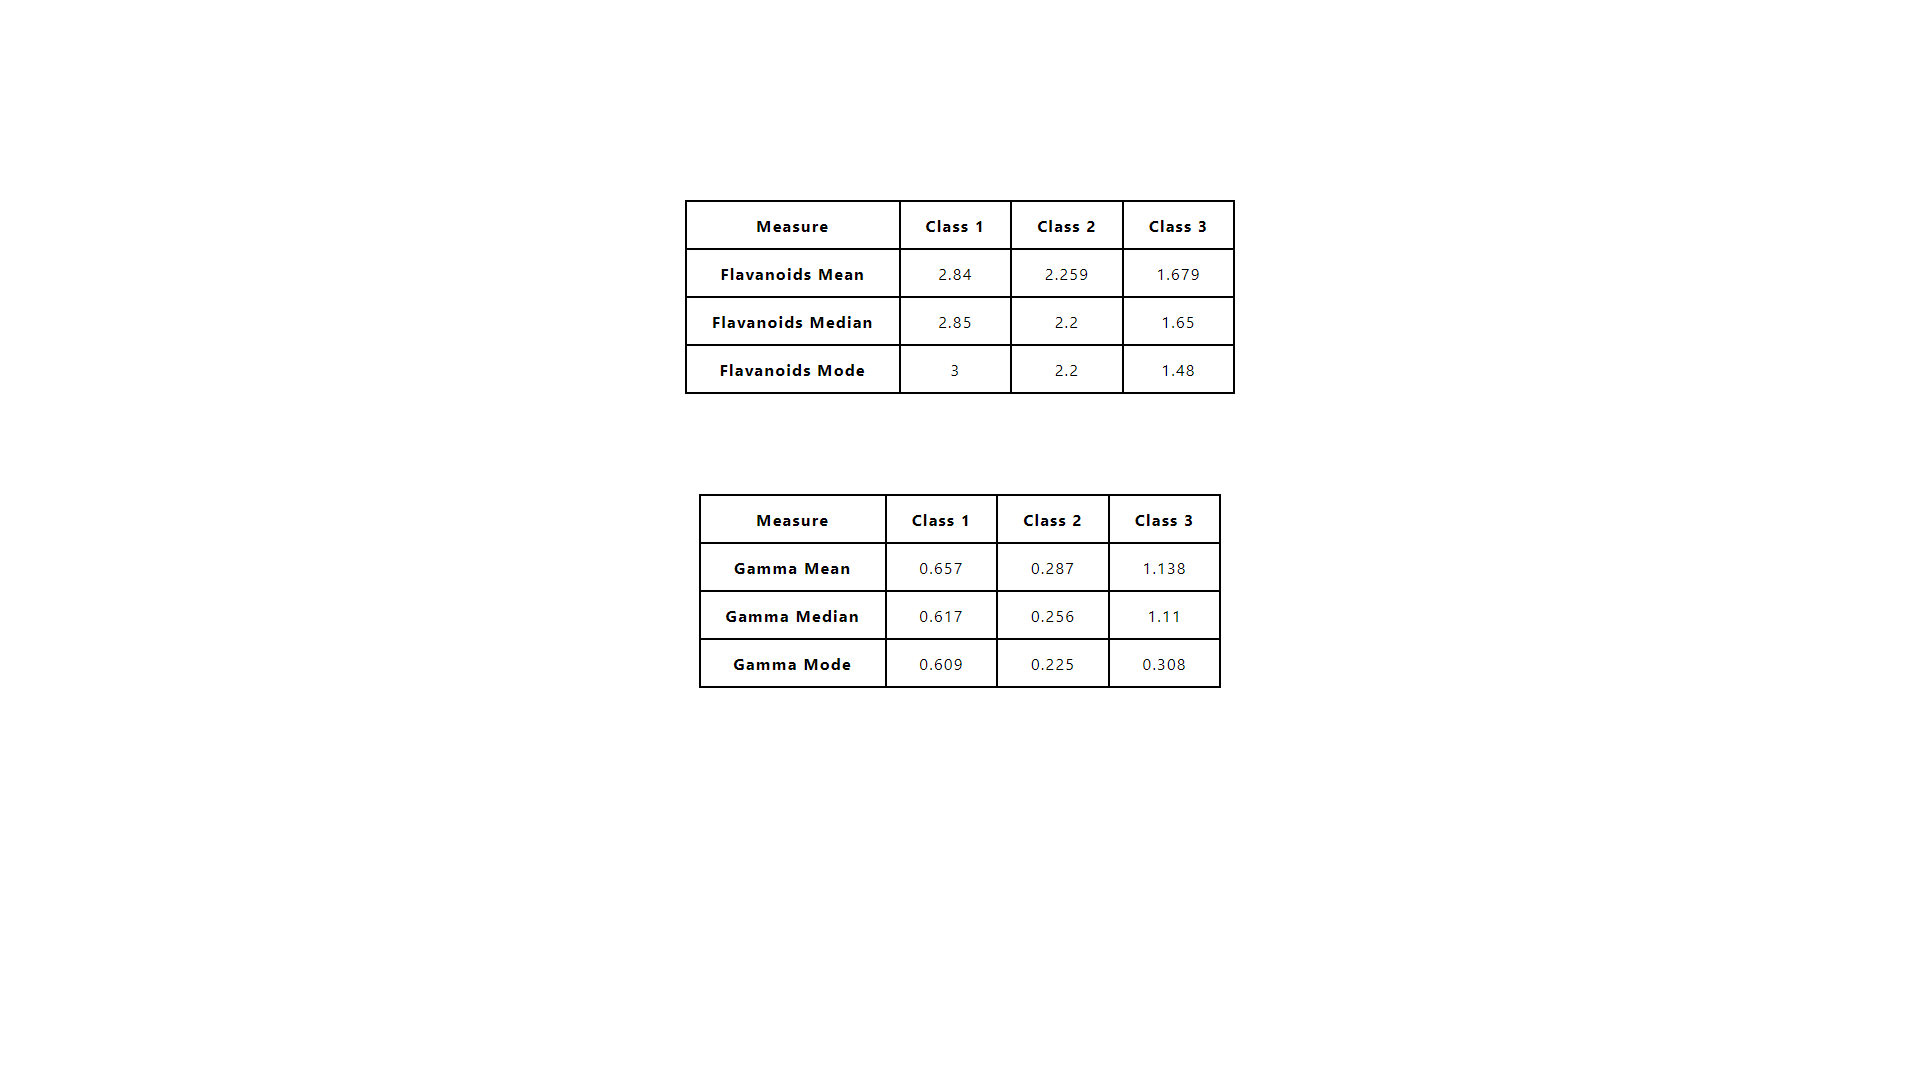 Measure Class 1 Class 2 Class 3
Flavanoids Mean 2.84 2.259 1.679
Flavanoids Median 2.85 2.2 1.65
Flavanoids Mode 3 2.2 1.48
Measure Class 1 Class 2 Class 3
Gamma Mean 0.657 0.287 1.138
Gamma Median 0.617 0.256 1.11
Gamma Mode 0.609 0.225 0.308